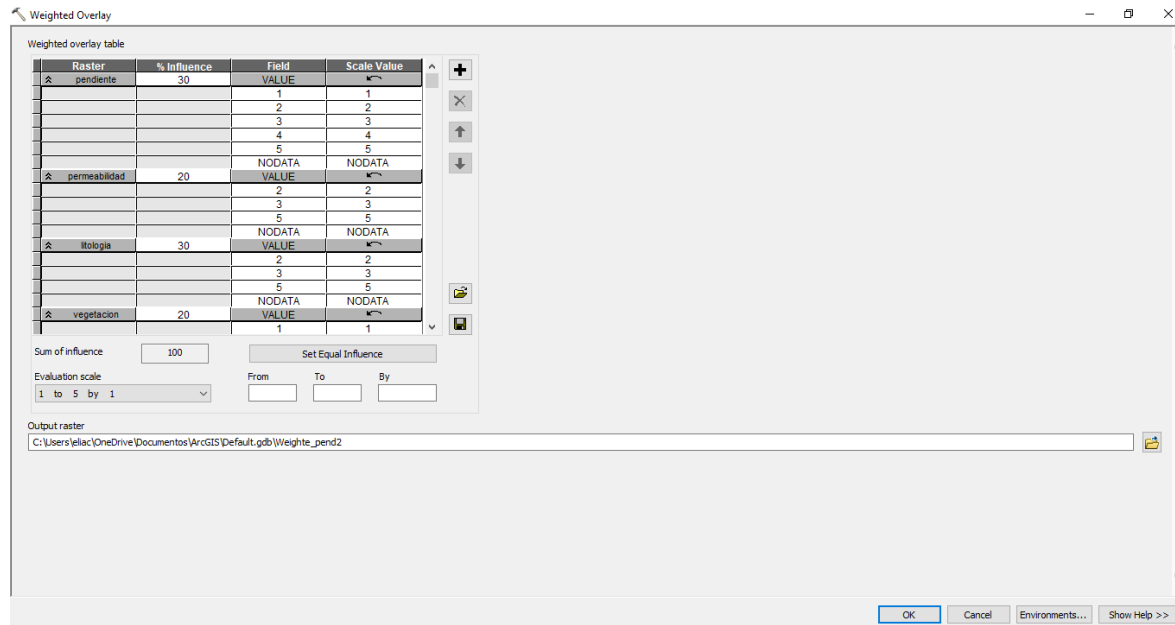 Weighted Overlay
Weighted overlay table
Raster % Influence Field Scale Value
pendiente 30 VALUE
1 1
2 2
3 3
4 4
5 5
NODATA NODATA
permeabilidad 20 VALUE
2 2
3 3
5 5
NODATA NODATA
litologia 30 VALUE
2 2
3 3
5 5
NODATA NODATA
vegetacion 20 VALUE
1 1
Sum of influence 100 Set Equal Influence
Evaluation scale From To By
1 to 5 by 1
Output raster
C:\Users\eliac\OneDrive\Documentos\ArcGIS\Default.gdb\Weighte_pend2
OK Cancel Environments... Show Help >>